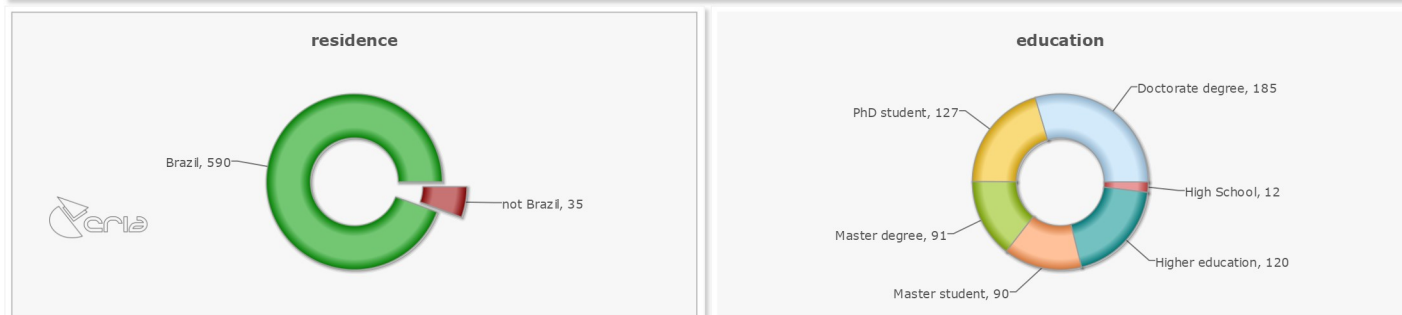 residence
Brazil, 590
not Brazil, 35
cria
education
Doctorate degree, 185
PhD student, 127
High School, 12
Master degree, 91
Higher education, 120
Master student, 90